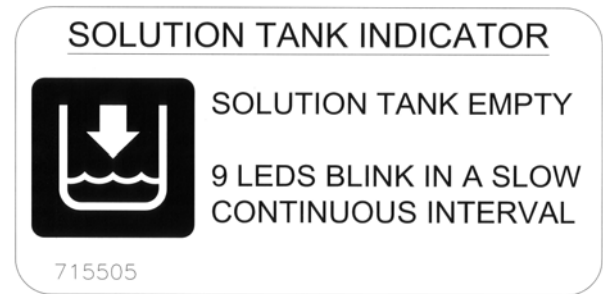 SOLUTION TANK INDICATOR
SOLUTION TANK EMPTY
9 LEDS BLINK IN A SLOW
CONTINUOUS INTERVAL
715505